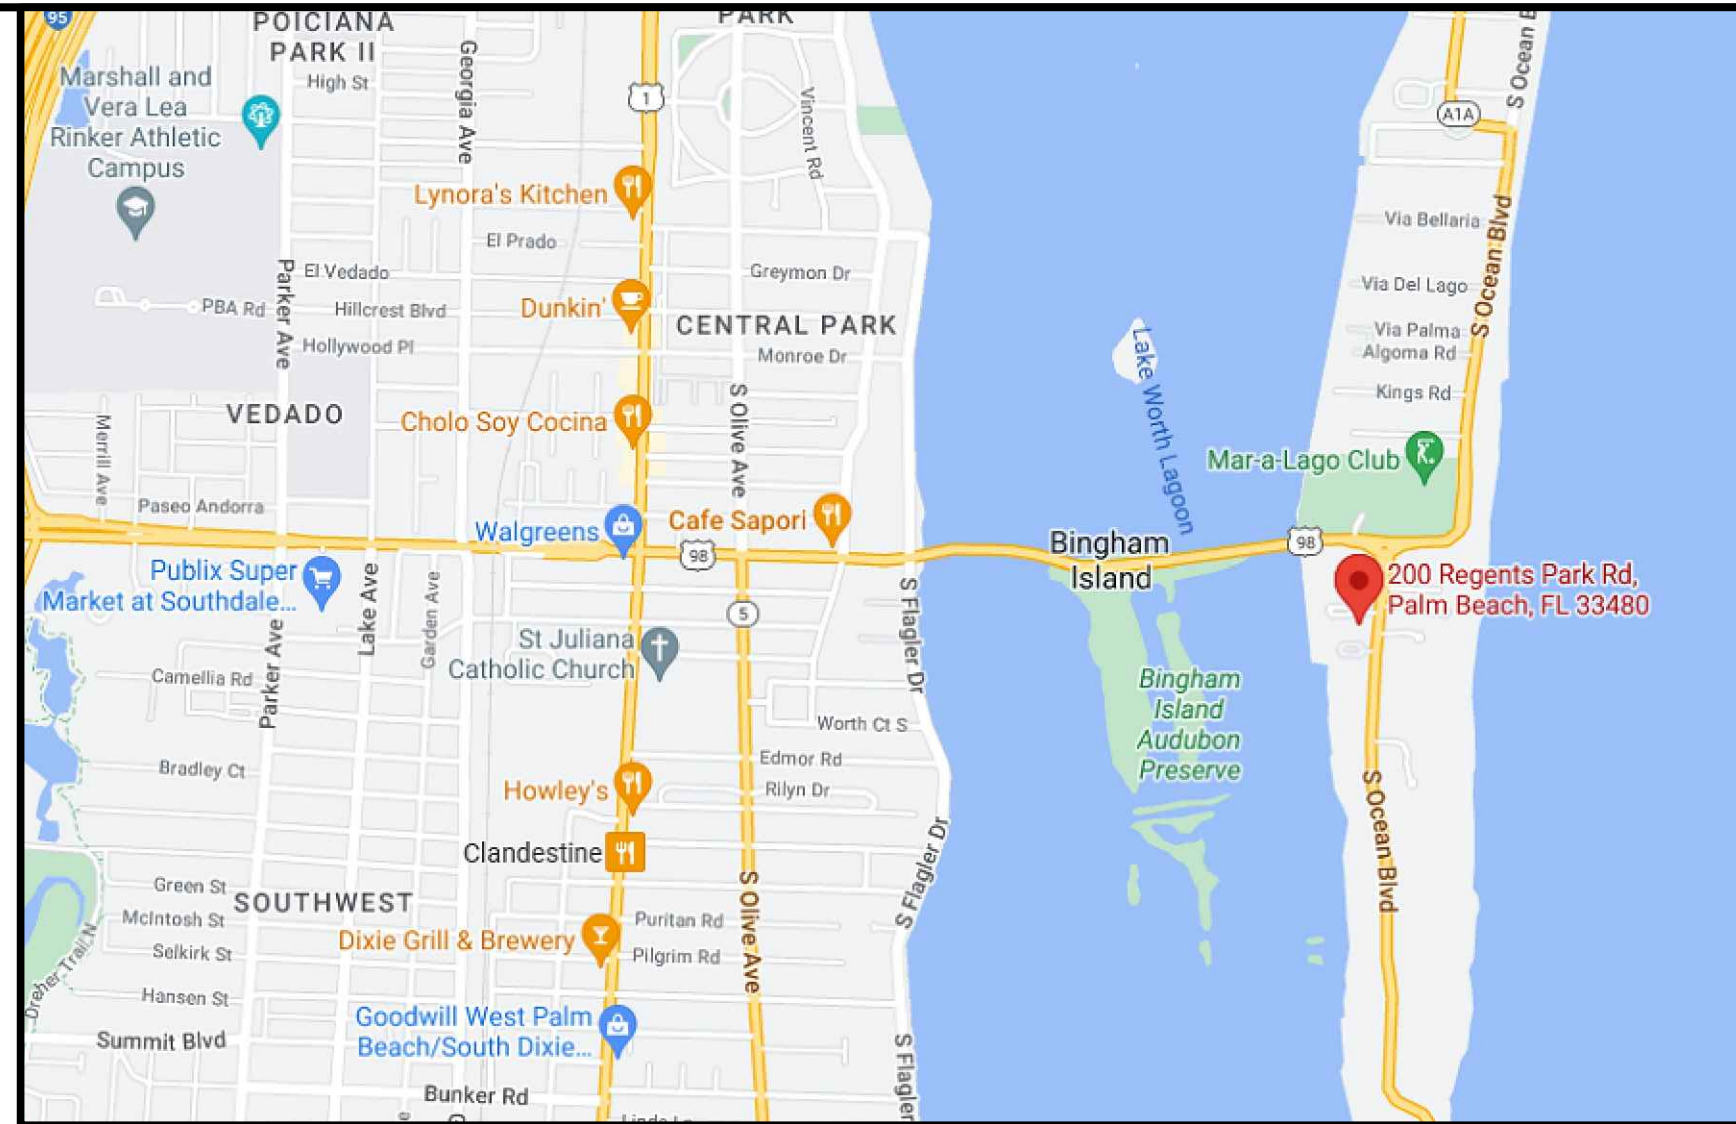 95
POICIANA
PARK II
PARK
S Ocean B
High St
Georgia Ave
Marshall and
Vera Lea
Rinker Athletic
Campus
1
Vincent Rd
A1A
Lynora's Kitchen
El Prado
Via Bellaria
El Vedado
Greymon Dr
Via Del Lago
S Ocean Blvd
Parker Ave
PBA Rd
Hillcrest Blvd
Dunkin'
CENTRAL PARK
Via Palma
Hollywood Pl
Monroe Dr
Algoma Rd
Lake Worth Lagoon
Kings Rd
VEDADO
Merrill Ave
Cholo Soy Cocina
S Olive Ave
Mar-a-Lago Club
Paseo Andorra
Walgreens
Cafe Sapori
98
Bingham
Island
98
Publix Super
Market at Southdale...
Lake Ave
Garden Ave
5
S Flagler Dr
200 Regents Park Rd,
Palm Beach, FL 33480
St Juliana
Catholic Church
Camellia Rd
Parker Ave
Bingham
Island
Audubon
Preserve
Worth Ct S
Edmor Rd
Bradley Ct
Howley's
Rilyn Dr
S Ocean Blvd
Clandestine
S Flagler Dr
Green St
SOUTHWEST
S Olive Ave
McIntosh St
Puritan Rd
Dixie Grill & Brewery
Selkirk St
Pilgrim Rd
Dreher Trail N
Hansen St
Goodwill West Palm
Beach/South Dixie...
Summit Blvd
S Flagler
Bunker Rd